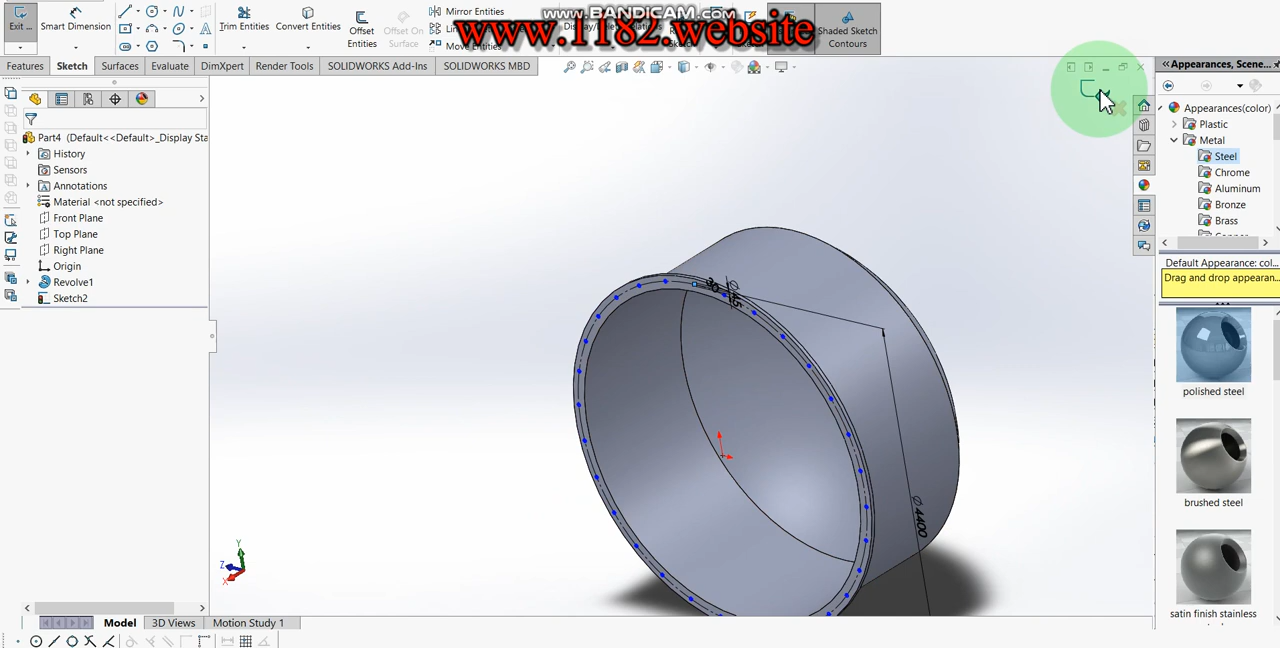 www.BANDICAM.com
www.1182.website
Exit ...
Smart Dimension
Trim Entities
Convert Entities
Offset
Entities
Offset On
Surface
Mirror Entities
Move Entities
Shaded Sketch
Contours
Features
Sketch
Surfaces
Evaluate
DimXpert
Render Tools
SOLIDWORKS Add-Ins
SOLIDWORKS MBD
Part4 (Default<<Default>_Display Sta
History
Sensors
Annotations
Material <not specified>
Front Plane
Top Plane
Right Plane
Origin
Revolve1
Sketch2
30
Ø 4400
Y
Z
X
Appearances, Scene...
Appearances(color)
Plastic
Metal
Steel
Chrome
Aluminum
Bronze
Brass
Default Appearance: col...
Drag and drop appearan...
polished steel
brushed steel
satin finish stainless
Model
3D Views
Motion Study 1